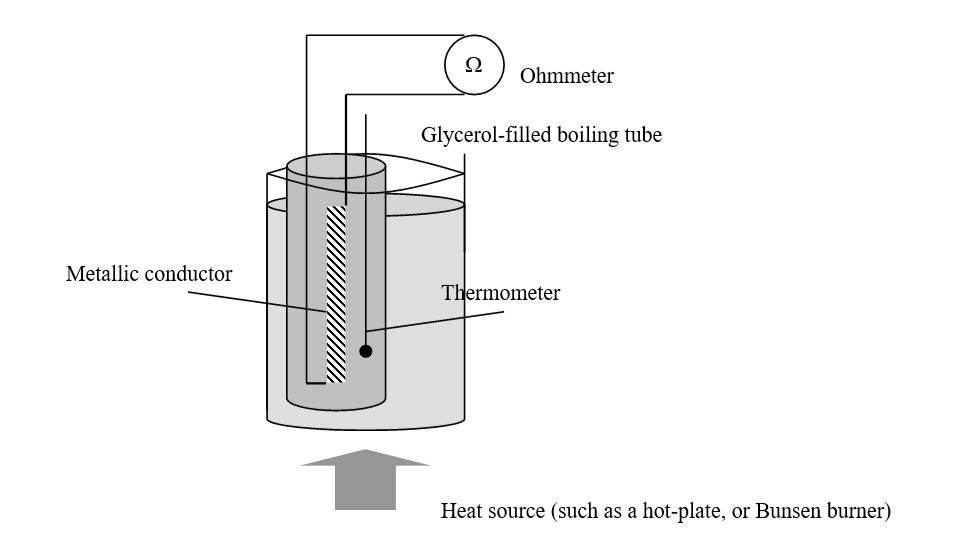 Ω
Ohmmeter
Glycerol-filled boiling tube
Metallic conductor
Thermometer
Heat source (such as a hot-plate, or Bunsen burner)